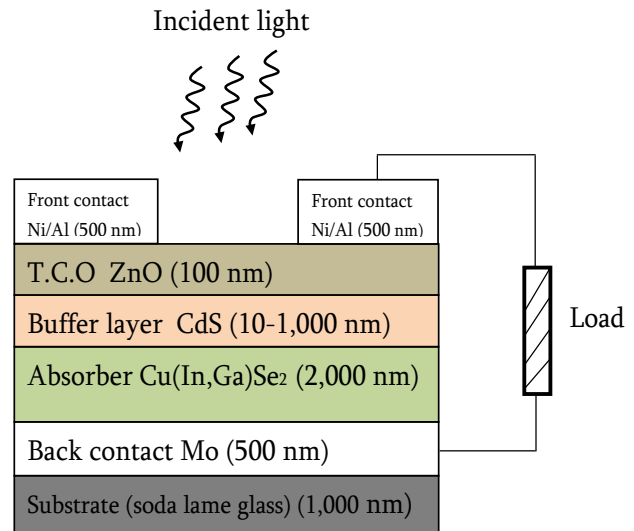 Incident light
Front contact
Ni/Al (500 nm)
Front contact
Ni/Al (500 nm)
T.C.O ZnO (100 nm)
Buffer layer CdS (10-1,000 nm)
Load
Absorber Cu(In,Ga)Se₂ (2,000 nm)
Back contact Mo (500 nm)
Substrate (soda lame glass) (1,000 nm)